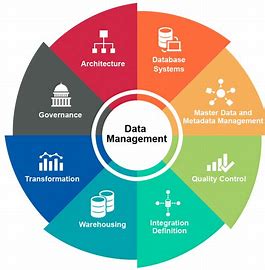 Data
Management
Architecture
Database
Systems
Master Data and
Metadata Management
Quality Control
Integration
Definition
Warehousing
Transformation
Governance